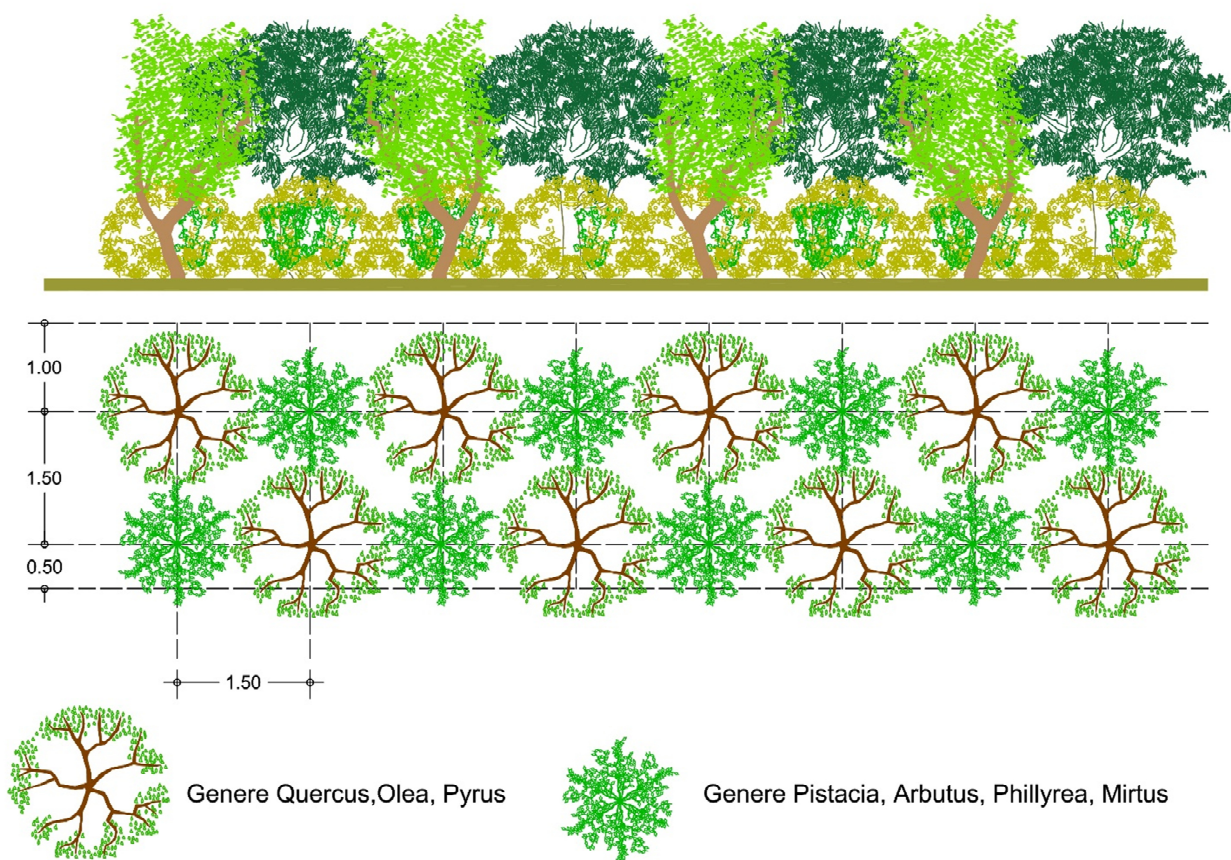 1.00
1.50
0.50
1.50
Genere Quercus,Olea, Pyrus
Genere Pistacia, Arbutus, Phillyrea, Mirtus